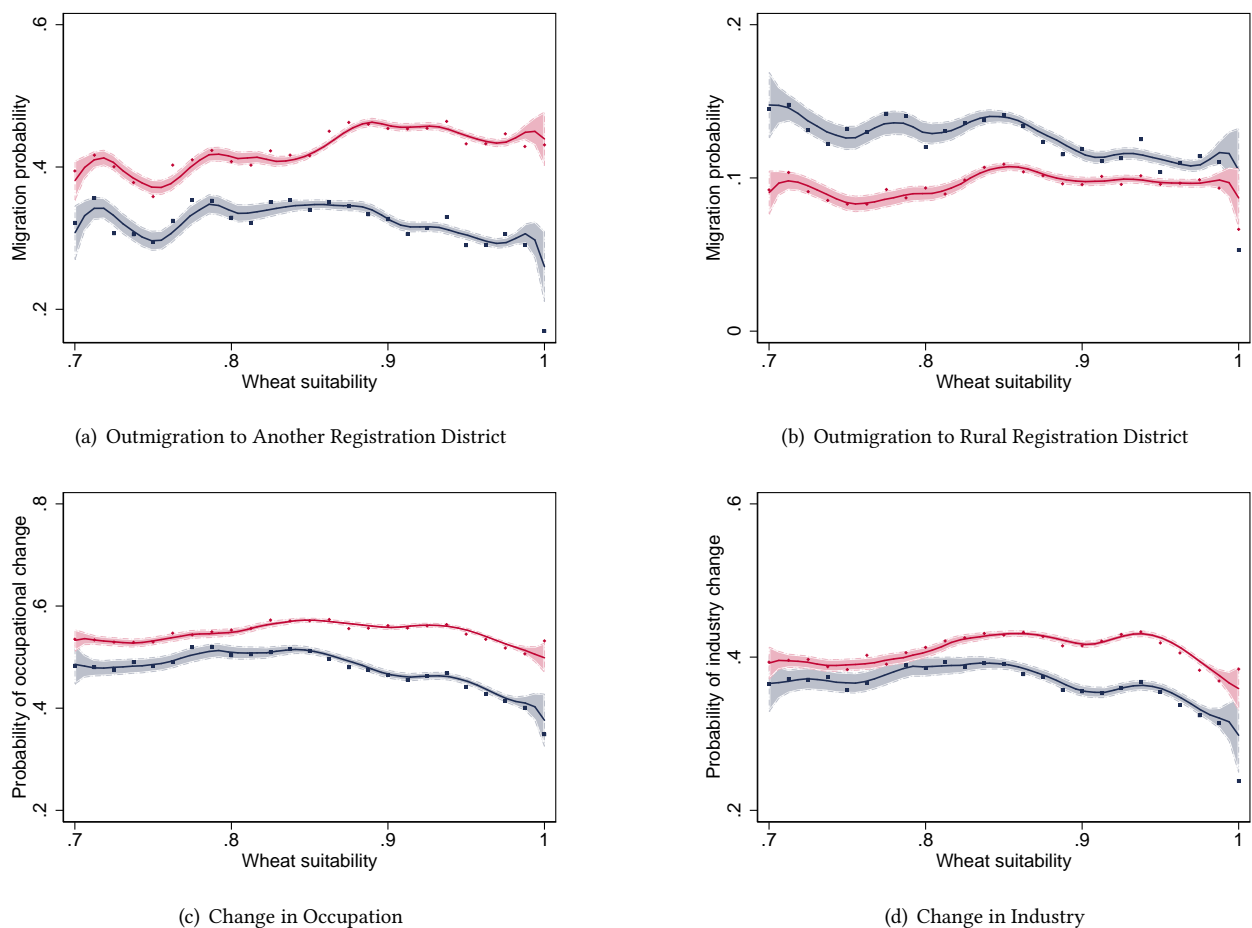 .6
.4
.2
Migration probability
.7
.8
.9
1
Wheat suitability
(a) Outmigration to Another Registration District
.2
.1
0
Migration probability
.7
.8
.9
1
Wheat suitability
(b) Outmigration to Rural Registration District
.8
.6
.4
.2
Probability of occupational change
.7
.8
.9
1
Wheat suitability
(c) Change in Occupation
.6
.4
.2
Probability of industry change
.7
.8
.9
1
Wheat suitability
(d) Change in Industry